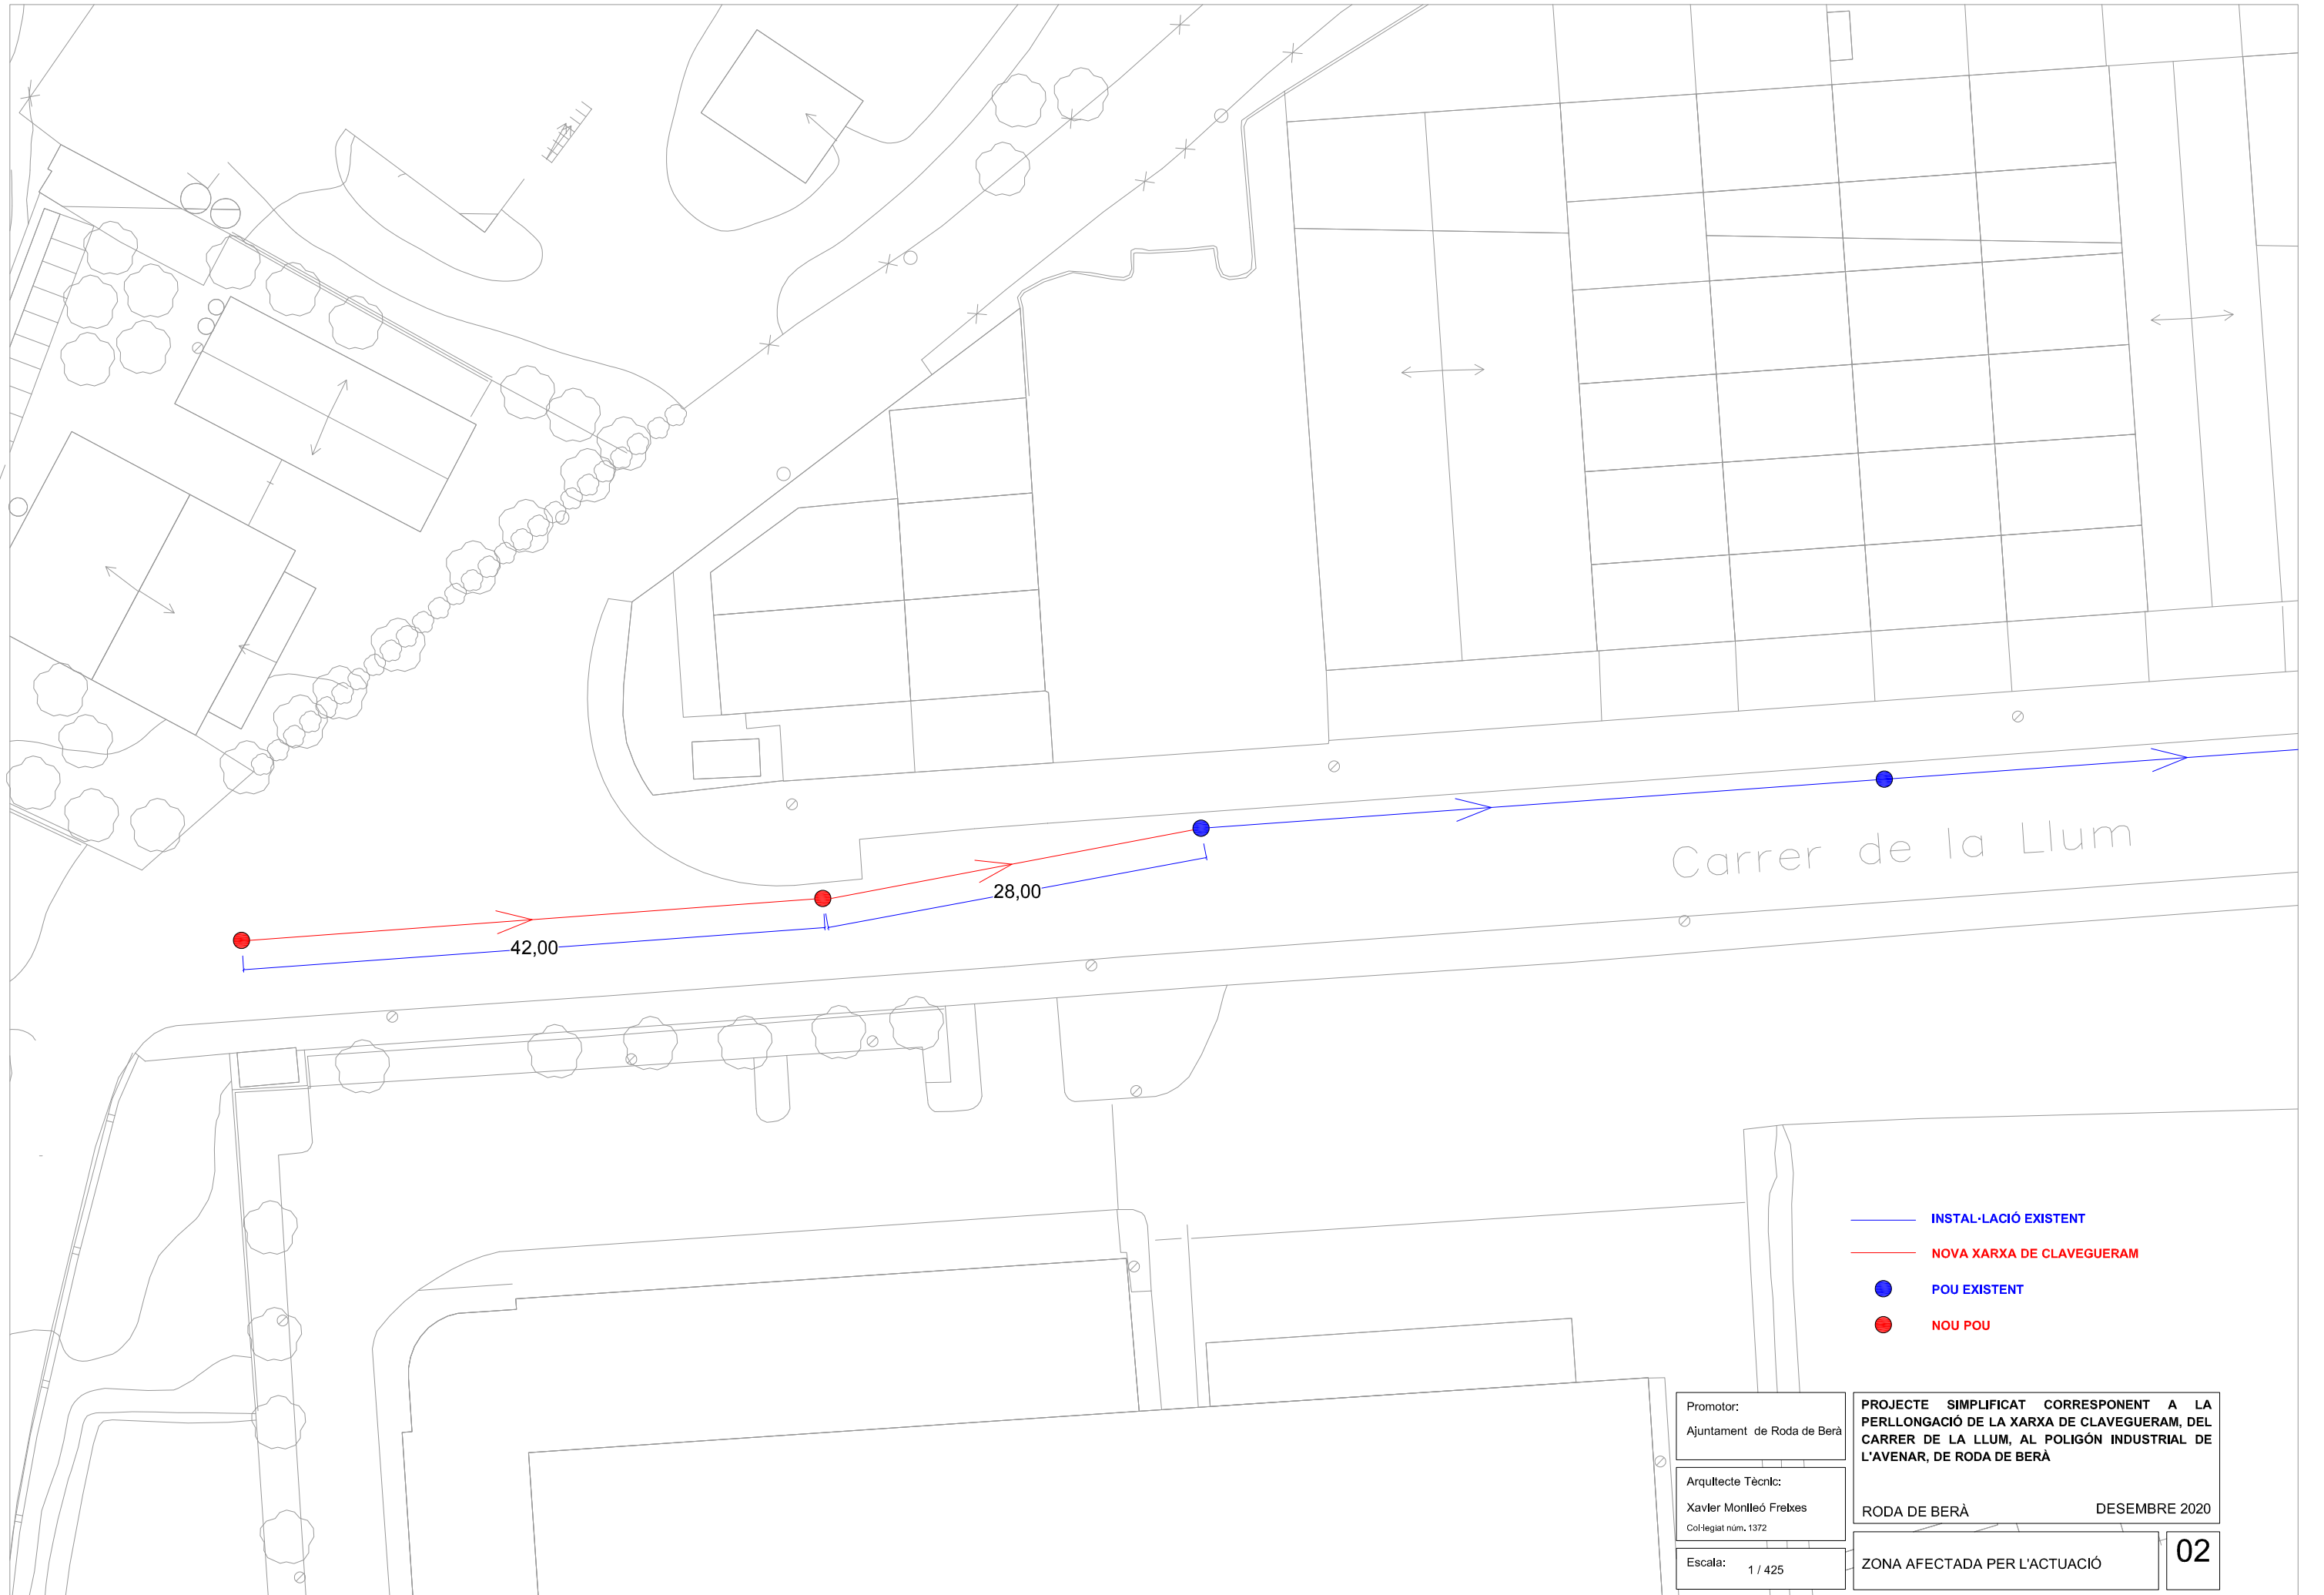 Carrer de la Llum
28,00
42,00
INSTAL·LACIÓ EXISTENT
NOVA XARXA DE CLAVEGUERAM
POU EXISTENT
NOU POU
Promotor:
Ajuntament de Roda de Berà
Arquitecte Tècnic:
Xavier Monlleó Freixes
Col·legiat núm. 1372
Escala: 1 / 425
PROJECTE SIMPLIFICAT CORRESPONENT A LA
PERLLONGACIÓ DE LA XARXA DE CLAVEGUERAM, DEL
CARRER DE LA LLUM, AL POLIGÓN INDUSTRIAL DE
L'AVENAR, DE RODA DE BERÀ
RODA DE BERÀ DESEMBRE 2020
ZONA AFECTADA PER L'ACTUACIÓ
02